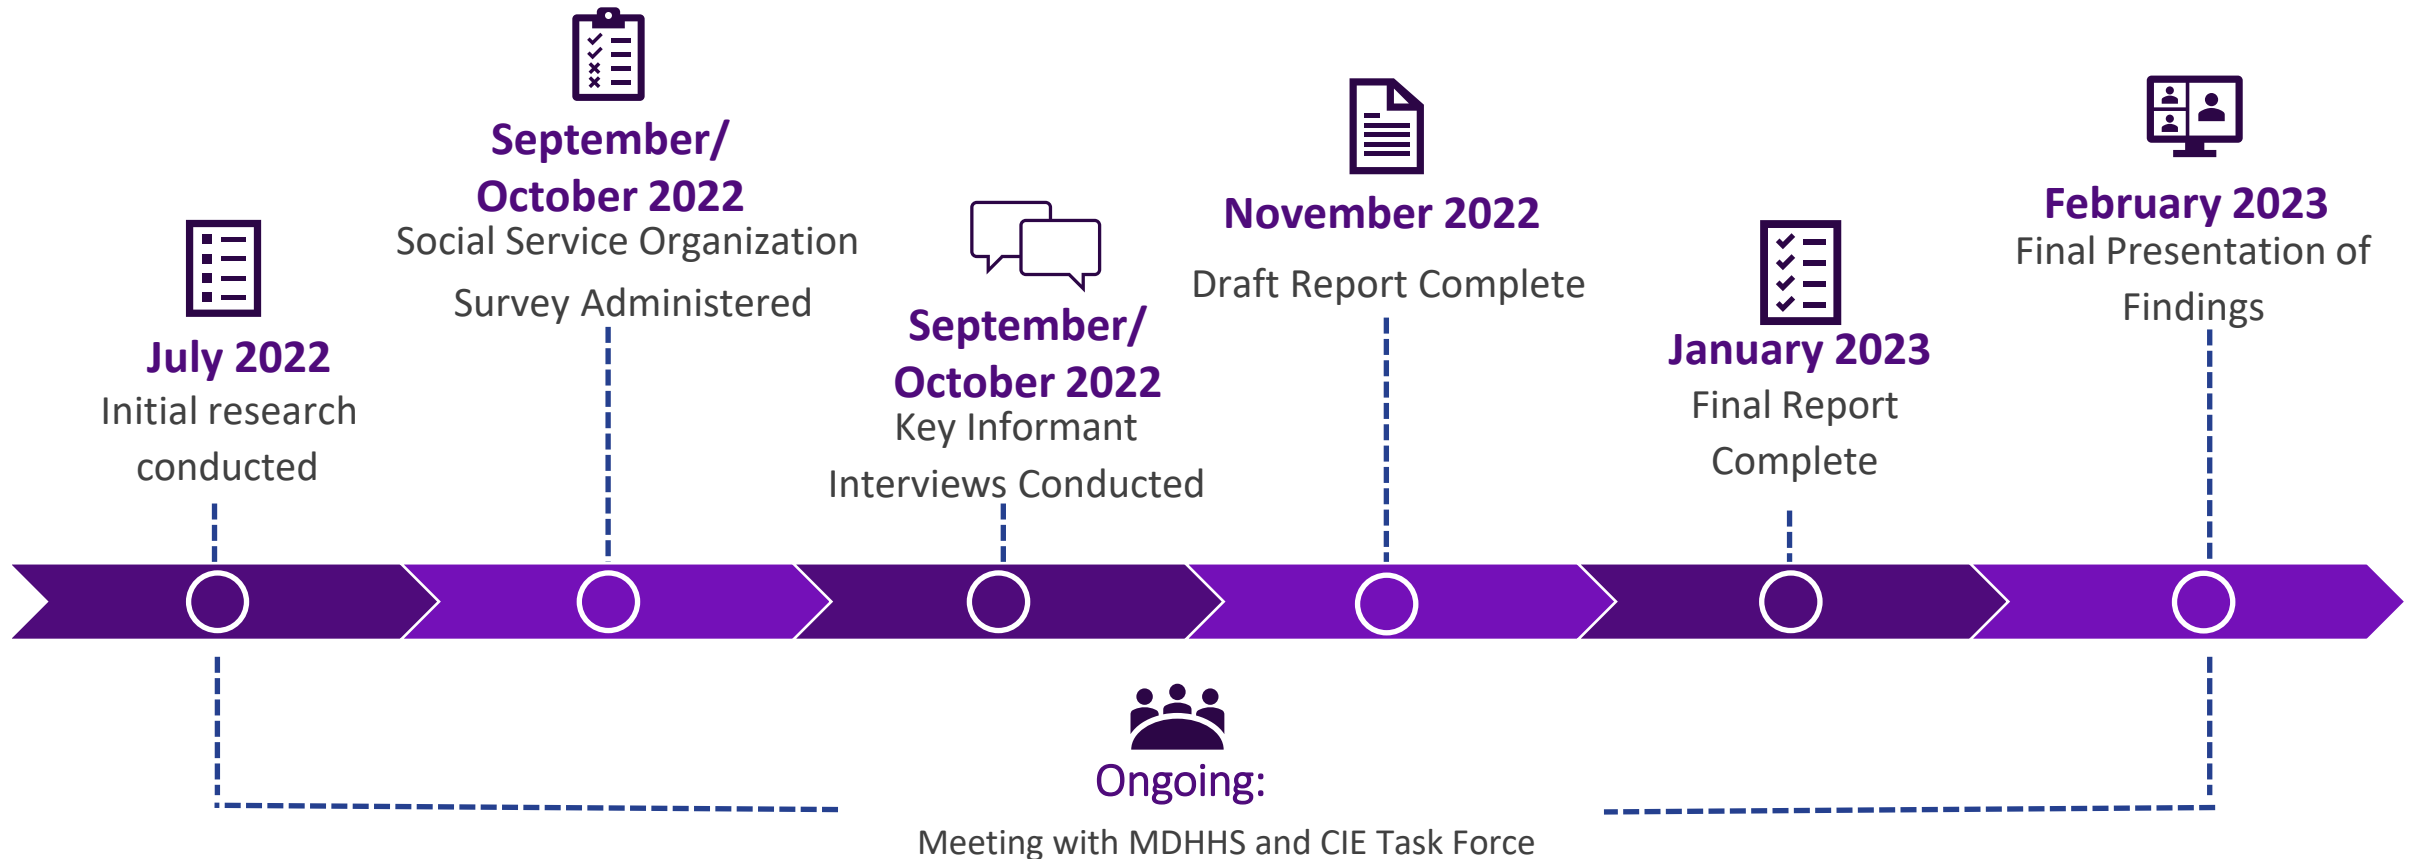 July 2022
Initial research
conducted
September/
October 2022
Social Service Organization
Survey Administered
September/
October 2022
Key Informant
Interviews Conducted
November 2022
Draft Report Complete
January 2023
Final Report
Complete
February 2023
Final Presentation of
Findings
Ongoing:
Meeting with MDHHS and CIE Task Force